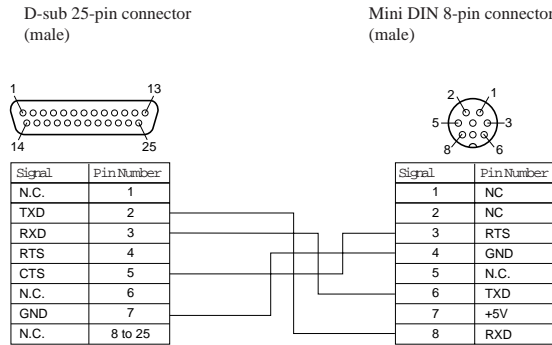 D-sub 25-pin connector
(male)
Mini DIN 8-pin connector
(male)
1 13
14 25
2 1
5 3
8 6
Signal Pin Number
N.C. 1
TXD 2
RXD 3
RTS 4
CTS 5
N.C. 6
GND 7
N.C. 8 to 25
Signal Pin Number
1 NC
2 NC
3 RTS
4 GND
5 N.C.
6 TXD
7 +5V
8 RXD